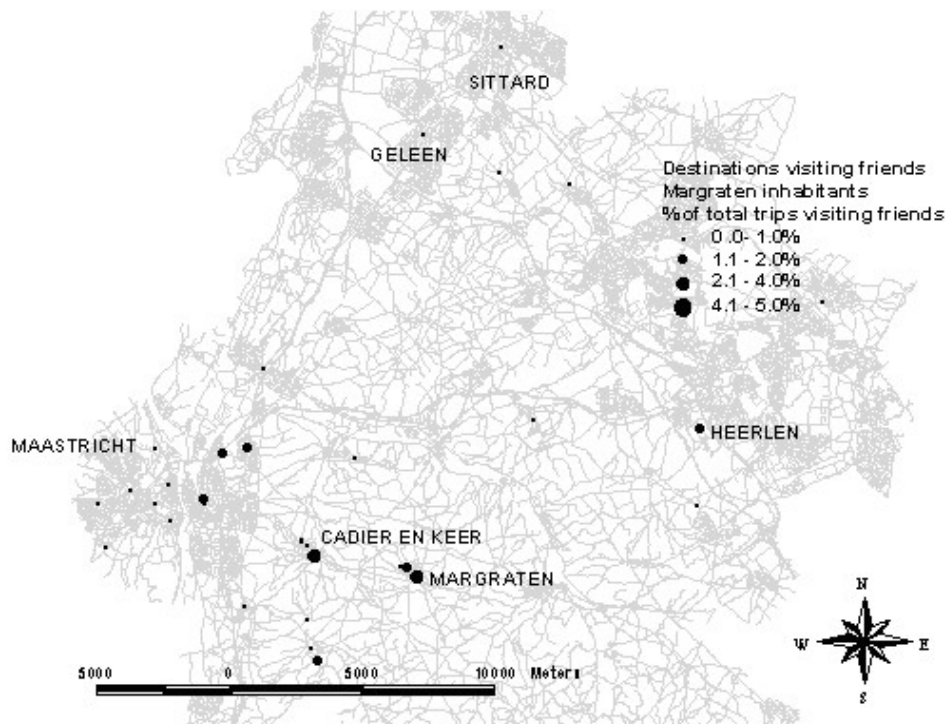 SITTARD
GELEEN
Destinations visiting friends
Margraten inhabitants
% of total trips visiting friends
0.0- 1.0%
1.1 - 2.0%
2.1 - 4.0%
4.1 - 5.0%
MAASTRICHT
HEERLEN
CADIER EN KEER
MARGRATEN
N
W E
S
5000 0 5000 10000 Meters